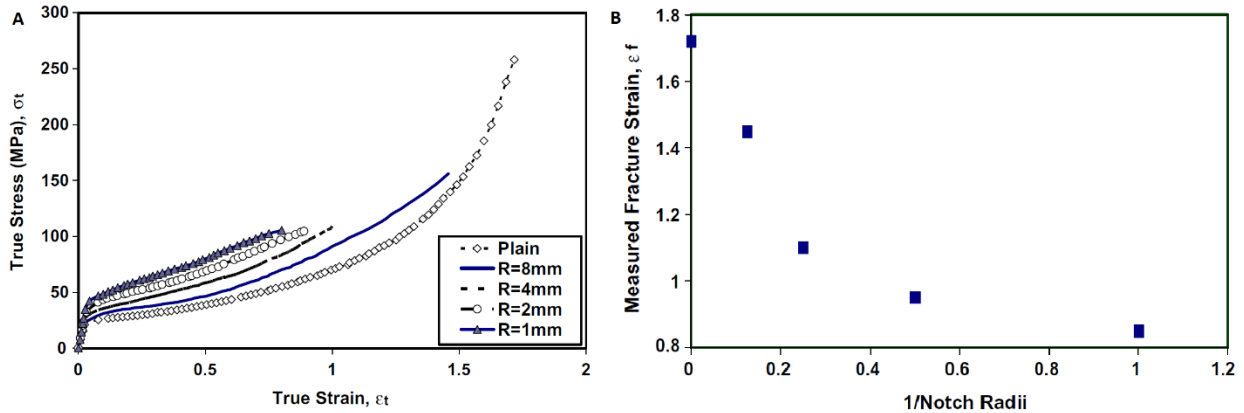 A
300
250
200
150
100
50
0
0
0.5
1
1.5
2
True Stress (MPa), σt
True Strain, εt
Plain
R=8mm
R=4mm
R=2mm
R=1mm
B
1.8
1.6
1.4
1.2
1.0
0.8
0
0.2
0.4
0.6
0.8
1
1.2
Measured Fracture Strain, ε f
1/Notch Radii